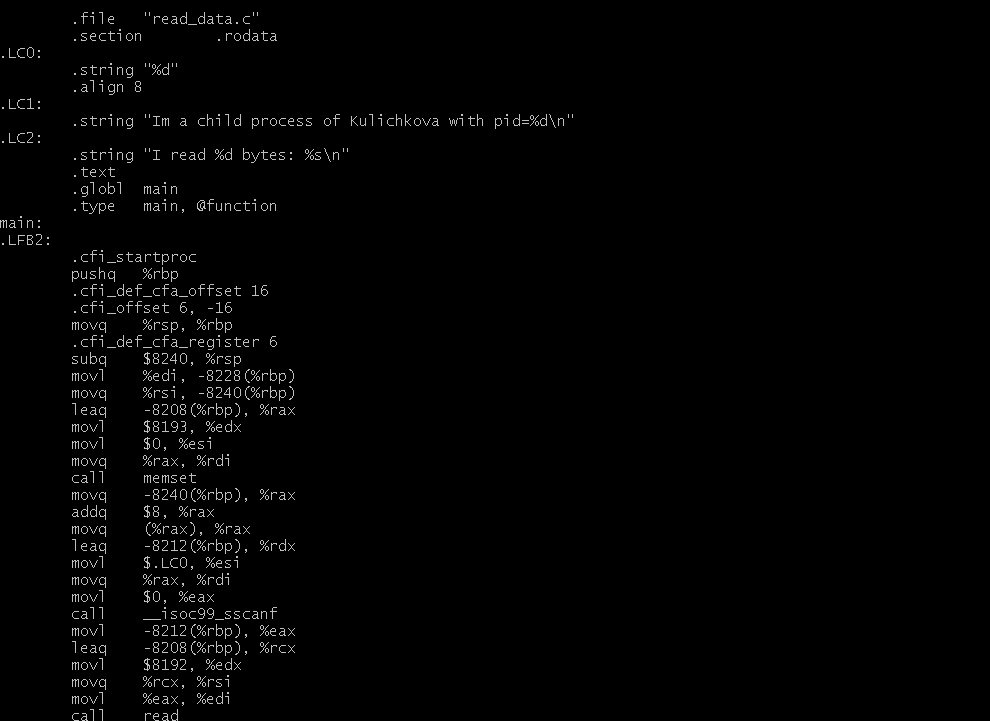 .file "read_data.c"
.section .rodata
.LC0:
.string "%d"
.align 8
.LC1:
.string "Im a child process of Kulichkova with pid=%d\n"
.LC2:
.string "I read %d bytes: %s\n"
.text
.globl main
.type main, @function
main:
.LFB2:
.cfi_startproc
pushq %rbp
.cfi_def_cfa_offset 16
.cfi_offset 6, -16
movq %rsp, %rbp
.cfi_def_cfa_register 6
subq $8240, %rsp
movl %edi, -8228(%rbp)
movq %rsi, -8240(%rbp)
leaq -8208(%rbp), %rax
movl $8193, %edx
movl $0, %esi
movq %rax, %rdi
call memset
movq -8240(%rbp), %rax
addq $8, %rax
movq (%rax), %rax
leaq -8212(%rbp), %rdx
movl $.LC0, %esi
movq %rax, %rdi
movl $0, %eax
call __isoc99_sscanf
movl -8212(%rbp), %eax
leaq -8208(%rbp), %rcx
movl $8192, %edx
movq %rcx, %rsi
movl %eax, %edi
call read